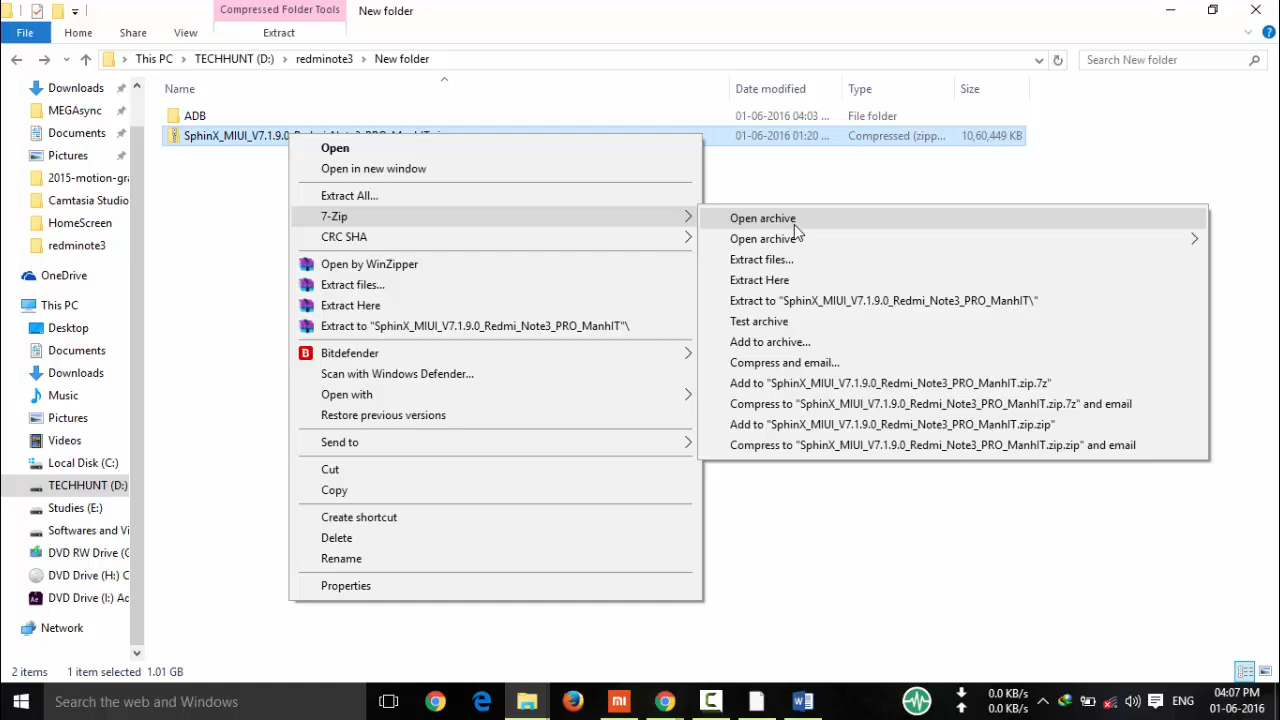 Compressed Folder Tools
New folder
File
Home
Share
View
Extract
This PC
TECHHUNT (D:)
redminote3
New folder
Search New folder
Name
Date modified
Type
Size
Downloads
MEGAsync
Documents
Pictures
2015-motion-gra
Camtasia Studio
HomeScreen
redminote3
OneDrive
This PC
Desktop
Documents
Downloads
Music
Pictures
Videos
Local Disk (C:)
TECHHUNT (D:)
Studies (E:)
Softwares and Vi
DVD RW Drive (G
DVD Drive (H:) C
DVD Drive (I:) Ac
Network
ADB
01-06-2016 04:03 ...
File folder
SphinX_MIUI_V7.1.9.0_Redmi_Note3_PRO_ManhIT.zip
01-06-2016 01:20 ...
Compressed (zipp...
10,60,449 KB
Open
Open in new window
Extract All...
7-Zip
CRC SHA
Open by WinZipper
Extract files...
Extract Here
Extract to "SphinX_MIUI_V7.1.9.0_Redmi_Note3_PRO_ManhIT"\
Bitdefender
Scan with Windows Defender...
Open with
Restore previous versions
Send to
Cut
Copy
Create shortcut
Delete
Rename
Properties
Open archive
Open archive
Extract files...
Extract Here
Extract to "SphinX_MIUI_V7.1.9.0_Redmi_Note3_PRO_ManhIT\"
Test archive
Add to archive...
Compress and email...
Add to "SphinX_MIUI_V7.1.9.0_Redmi_Note3_PRO_ManhIT.zip.7z"
Compress to "SphinX_MIUI_V7.1.9.0_Redmi_Note3_PRO_ManhIT.zip.7z" and email
Add to "SphinX_MIUI_V7.1.9.0_Redmi_Note3_PRO_ManhIT.zip.zip"
Compress to "SphinX_MIUI_V7.1.9.0_Redmi_Note3_PRO_ManhIT.zip.zip" and email
2 items
1 item selected 1.01 GB
Search the web and Windows
0.0 KB/s
0.0 KB/s
ENG
04:07 PM
01-06-2016